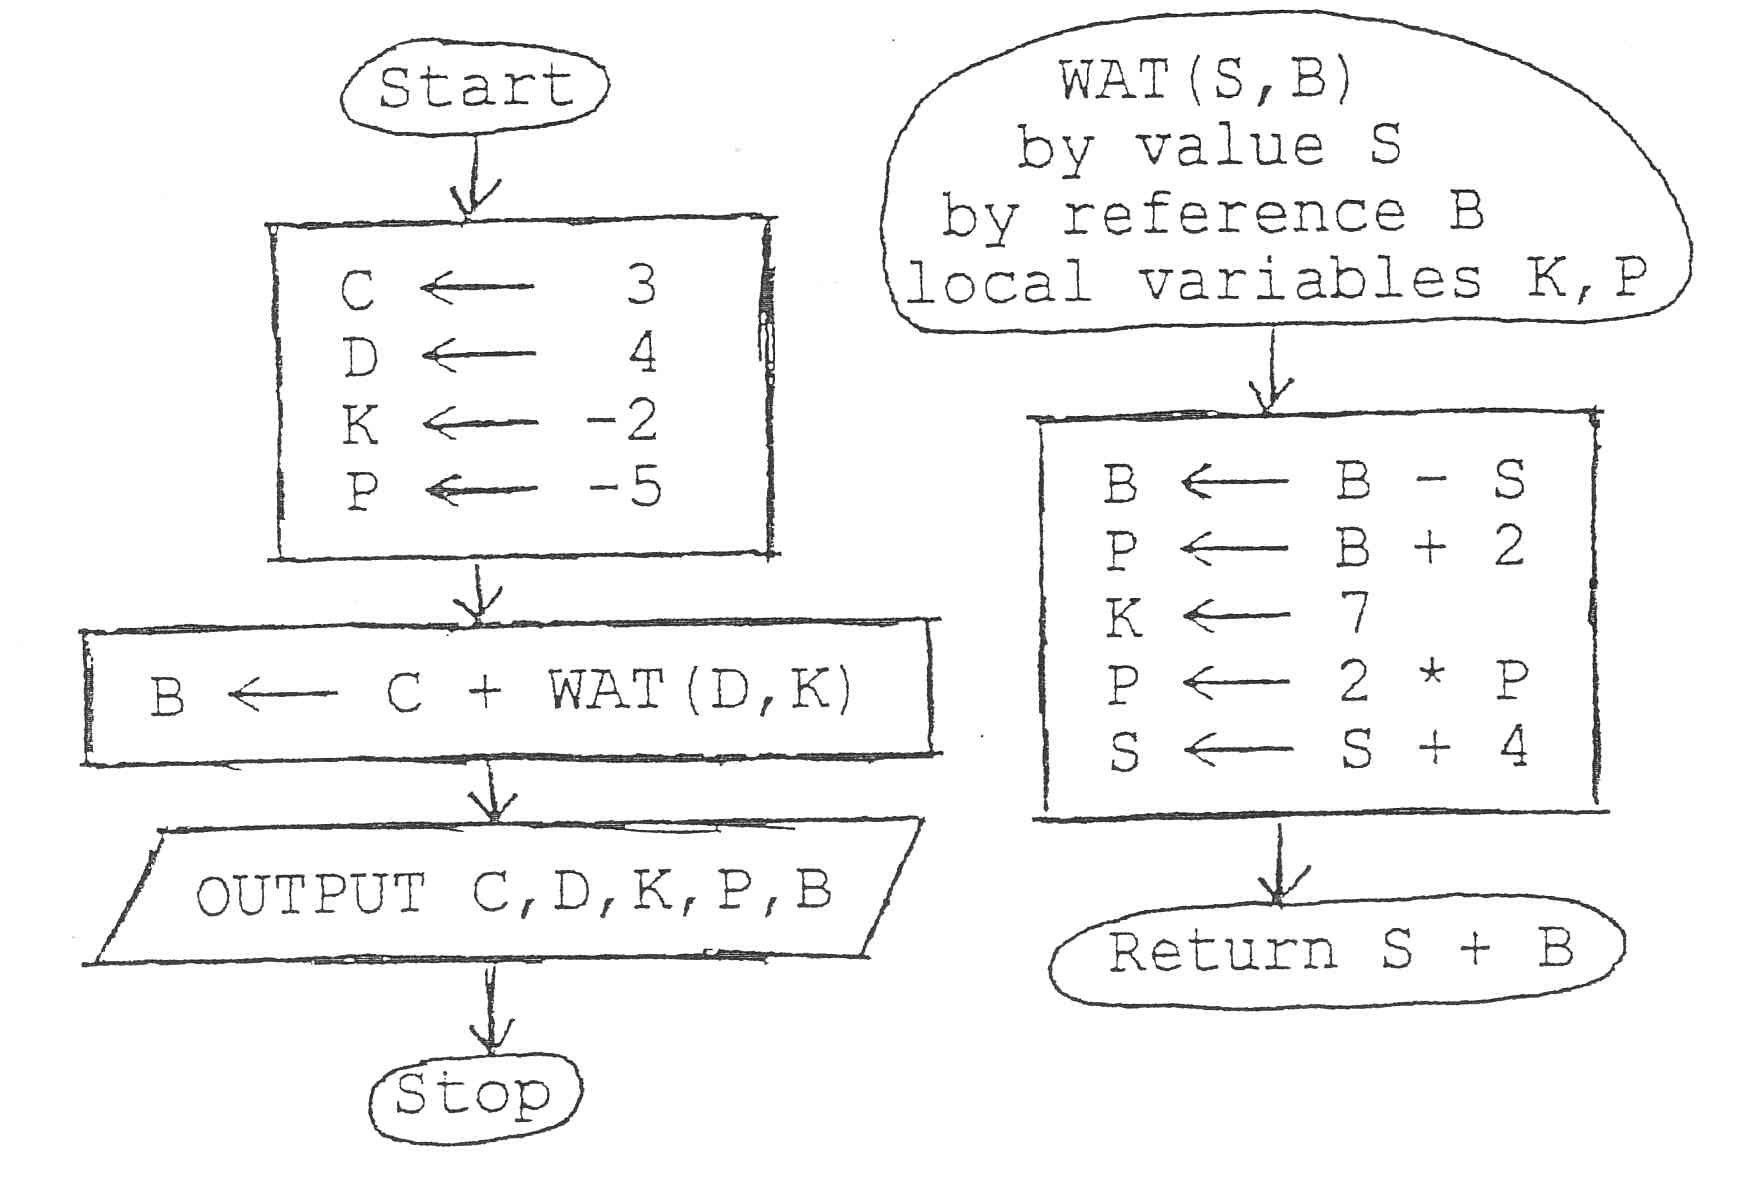 Start
C ← 3
D ← 4
K ← -2
P ← -5
B ← C + WAT(D,K)
OUTPUT C,D,K,P,B
Stop
WAT(S,B)
by value S
by reference B
local variables K,P
B ← B - S
P ← B + 2
K ← 7
P ← 2 * P
S ← S + 4
Return S + B